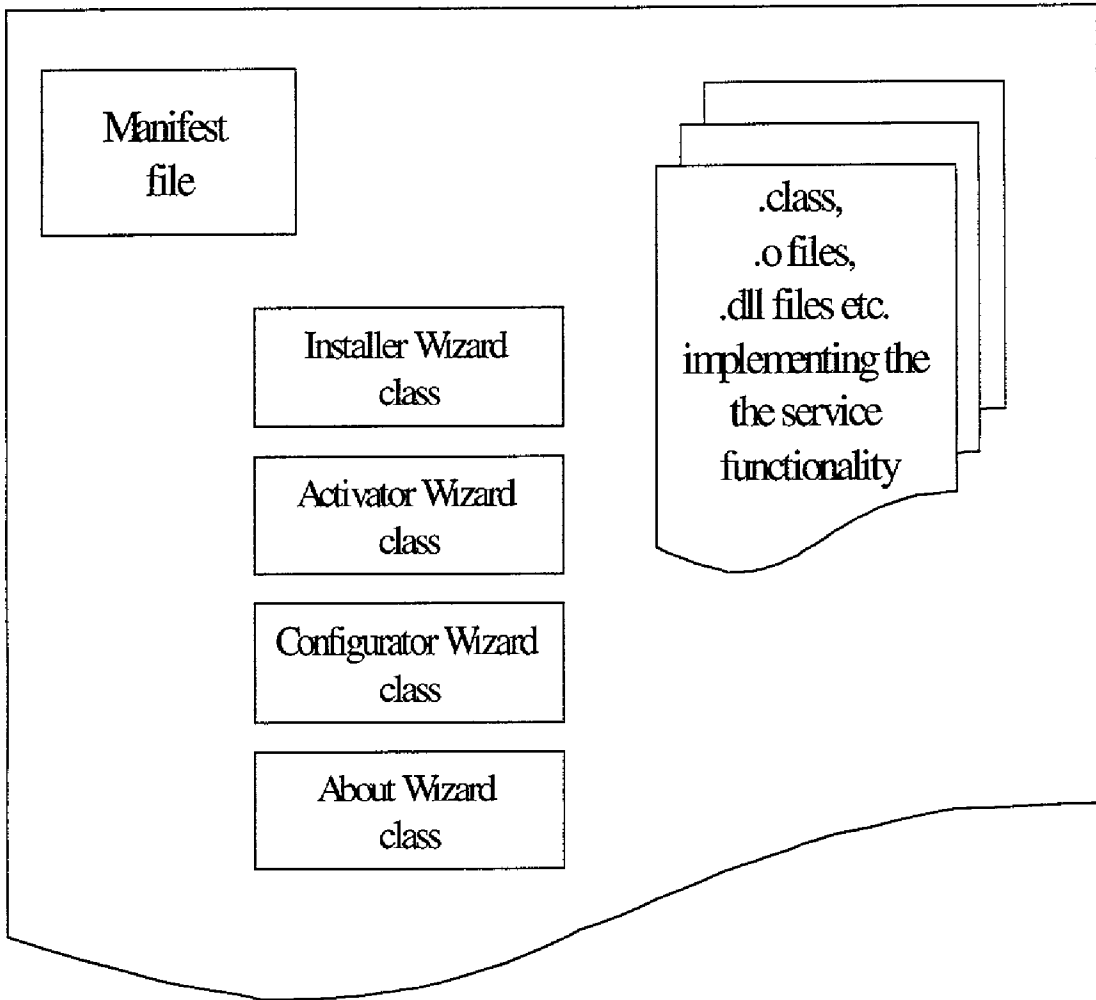 Manifest
file
.class,
.o files,
.dll files etc.
implementing the
the service
functionality
Installer Wizard
class
Activator Wizard
class
Configurator Wizard
class
About Wizard
class